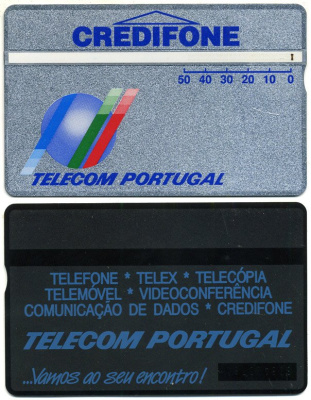 CREDIFONE
50 40 30 20 10 0
TELECOM PORTUGAL
TELEFONE * TELEX * TELECÓPIA
TELEMÓVEL * VIDEOCONFERÊNCIA
COMUNICAÇÃO DE DADOS * CREDIFONE
TELECOM PORTUGAL
...Vamos ao seu encontro!